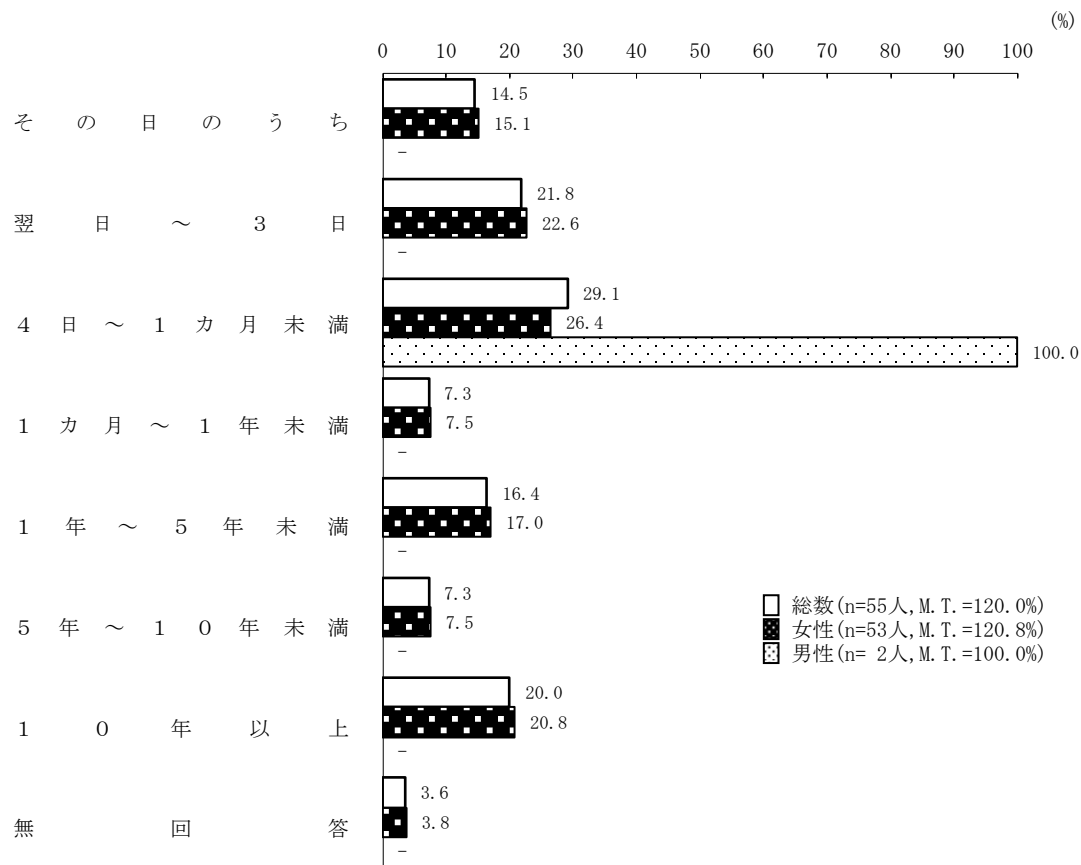 (%)
0 10 20 30 40 50 60 70 80 90 100
その日のうち
14.5
15.1
-
翌日～3日
21.8
22.6
-
4日～1カ月未満
29.1
26.4
100.0
1カ月～1年未満
7.3
7.5
-
1年～5年未満
16.4
17.0
-
5年～10年未満
7.3
7.5
-
10年以上
20.0
20.8
-
無回答
3.6
3.8
-
総数(n=55人,M.T.=120.0%)
女性(n=53人,M.T.=120.8%)
男性(n= 2人,M.T.=100.0%)